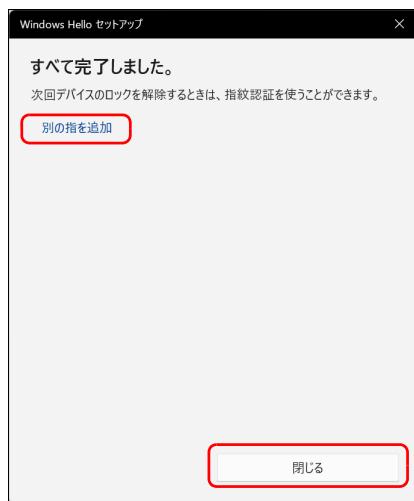 Windows Hello セットアップ
すべて完了しました。
次回デバイスのロックを解除するときは、指紋認証を使うことができます。
別の指を追加
閉じる